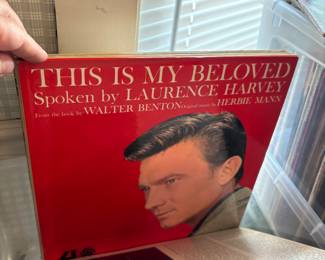 THIS IS MY BELOVED
Spoken by LAURENCE HARVEY
From the book by WALTER BENTON Original music by HERBIE MANN